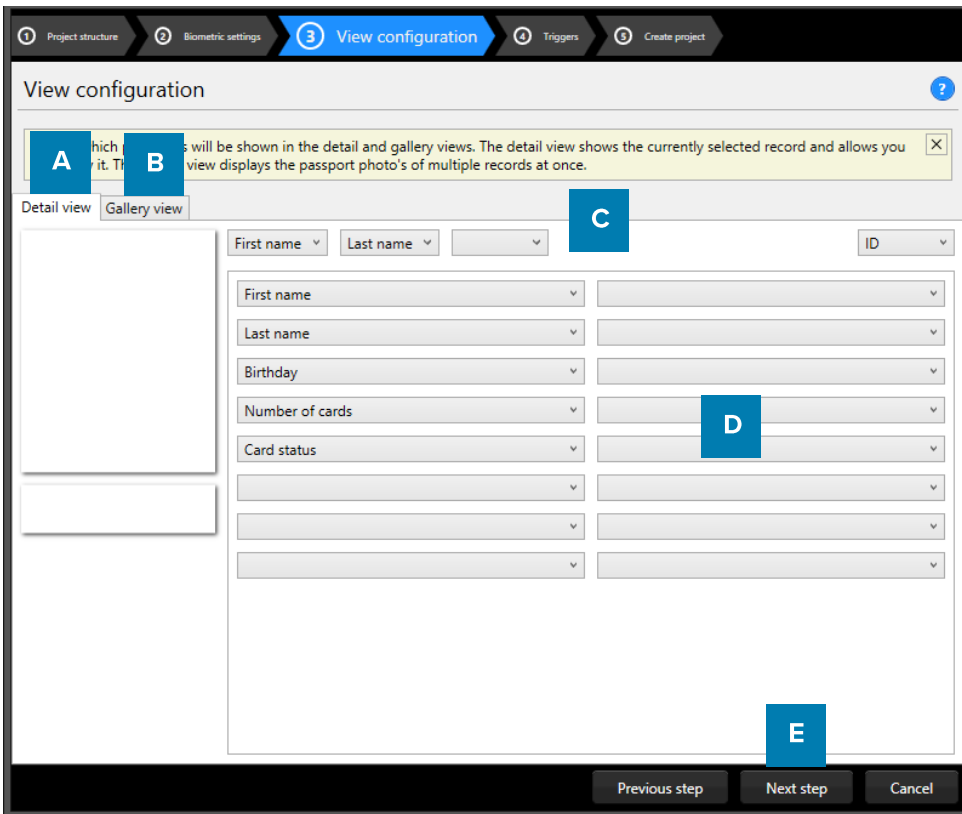 1 Project structure 2 Biometric settings 3 View configuration 4 Triggers 5 Create project
View configuration ?
hich p s will be shown in the detail and gallery views. The detail view shows the currently selected record and allows you
it. Th view displays the passport photo's of multiple records at once.
A B
Detail view Gallery view
C
First name Last name ID
First name
Last name
Birthday
Number of cards
D
Card status
E
Previous step Next step Cancel